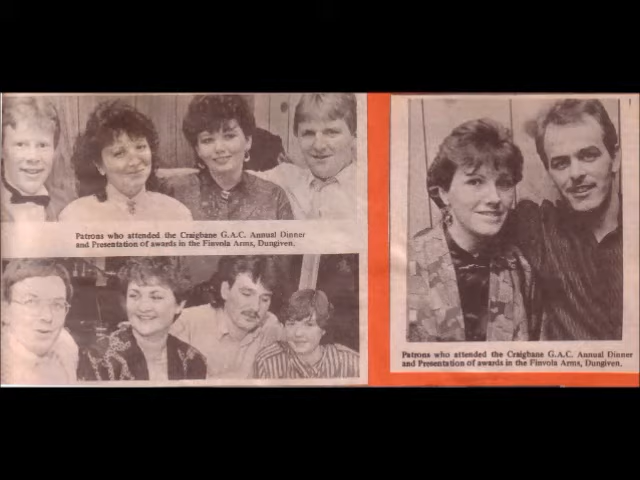 Patrons who attended the Craigbane G.A.C. Annual Dinner
and Presentation of awards in the Finvola Arms, Dungiven.
Patrons who attended the Craigbane G.A.C. Annual Dinner
and Presentation of awards in the Finvola Arms, Dungiven.